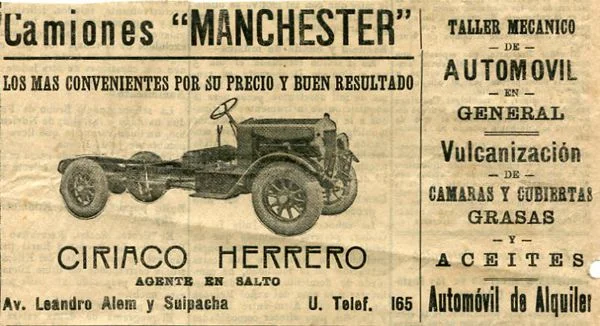 Camiones "MANCHESTER"
LOS MAS CONVENIENTES POR SU PRECIO Y BUEN RESULTADO
CIRIACO HERRERO
AGENTE EN SALTO
Av. Leandro Alem y Suipacha U. Telef. 165
TALLER MECANICO
DE
AUTOMOVIL
EN
GENERAL
Vulcanización
DE
CAMARAS Y CUBIERTAS
GRASAS
Y
ACEITES
Automóvil de Alquiler